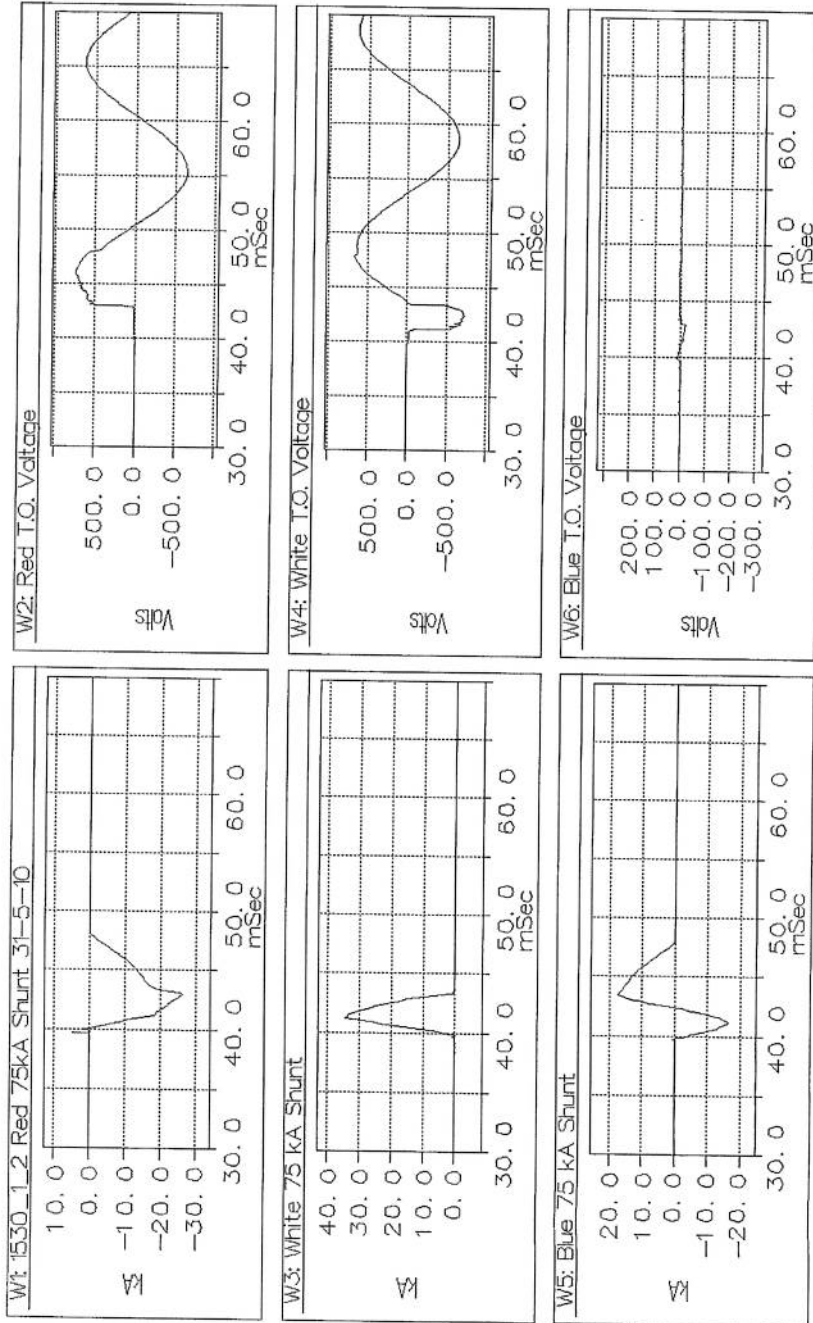 W1: 1530_1_2 Red 75kA Shunt 31-5-10
10. 0
0. 0
-10. 0
-20. 0
-30. 0
kA
30. 0 40. 0 50. 0 60. 0
mSec
W2: Red T.O. Voltage
500. 0
0. 0
-500. 0
Volts
30. 0 40. 0 50. 0 60. 0
mSec
W3: White 75 kA Shunt
40. 0
30. 0
20. 0
10. 0
0. 0
kA
30. 0 40. 0 50. 0 60. 0
mSec
W4: White T.O. Voltage
500. 0
0. 0
-500. 0
Volts
30. 0 40. 0 50. 0 60. 0
mSec
W5: Blue 75 kA Shunt
20. 0
10. 0
0. 0
-10. 0
-20. 0
kA
30. 0 40. 0 50. 0 60. 0
mSec
W6: Blue T.O. Voltage
200. 0
100. 0
0. 0
-100. 0
-200. 0
-300. 0
Volts
30. 0 40. 0 50. 0 60. 0
mSec